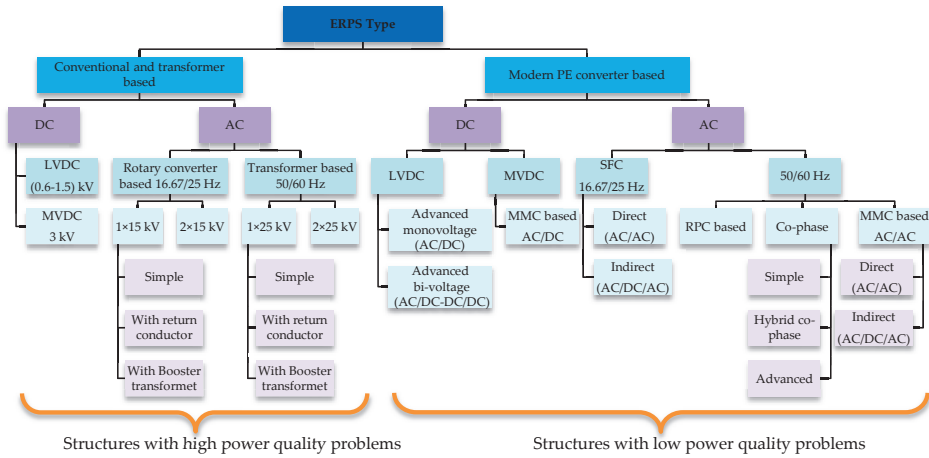 ERPS Type
Conventional and transformer
based
Modern PE converter based
DC
AC
DC
AC
LVDC
(0.6-1.5) kV
MVDC
3 kV
Rotary converter
based 16.67/25 Hz
Transformer based
50/60 Hz
1×15 kV
2×15 kV
1×25 kV
2×25 kV
Simple
With return
conductor
With Booster
transformet
Simple
With return
conductor
With Booster
transformet
LVDC
MVDC
Advanced
monovoltage
(AC/DC)
Advanced
bi-voltage
(AC/DC-DC/DC)
MMC based
AC/DC
SFC
16.67/25 Hz
50/60 Hz
Direct
(AC/AC)
Indirect
(AC/DC/AC)
RPC based
Co-phase
MMC based
AC/AC
Simple
Hybrid co-
phase
Advanced
Direct
(AC/AC)
Indirect
(AC/DC/AC)
Structures with high power quality problems
Structures with low power quality problems